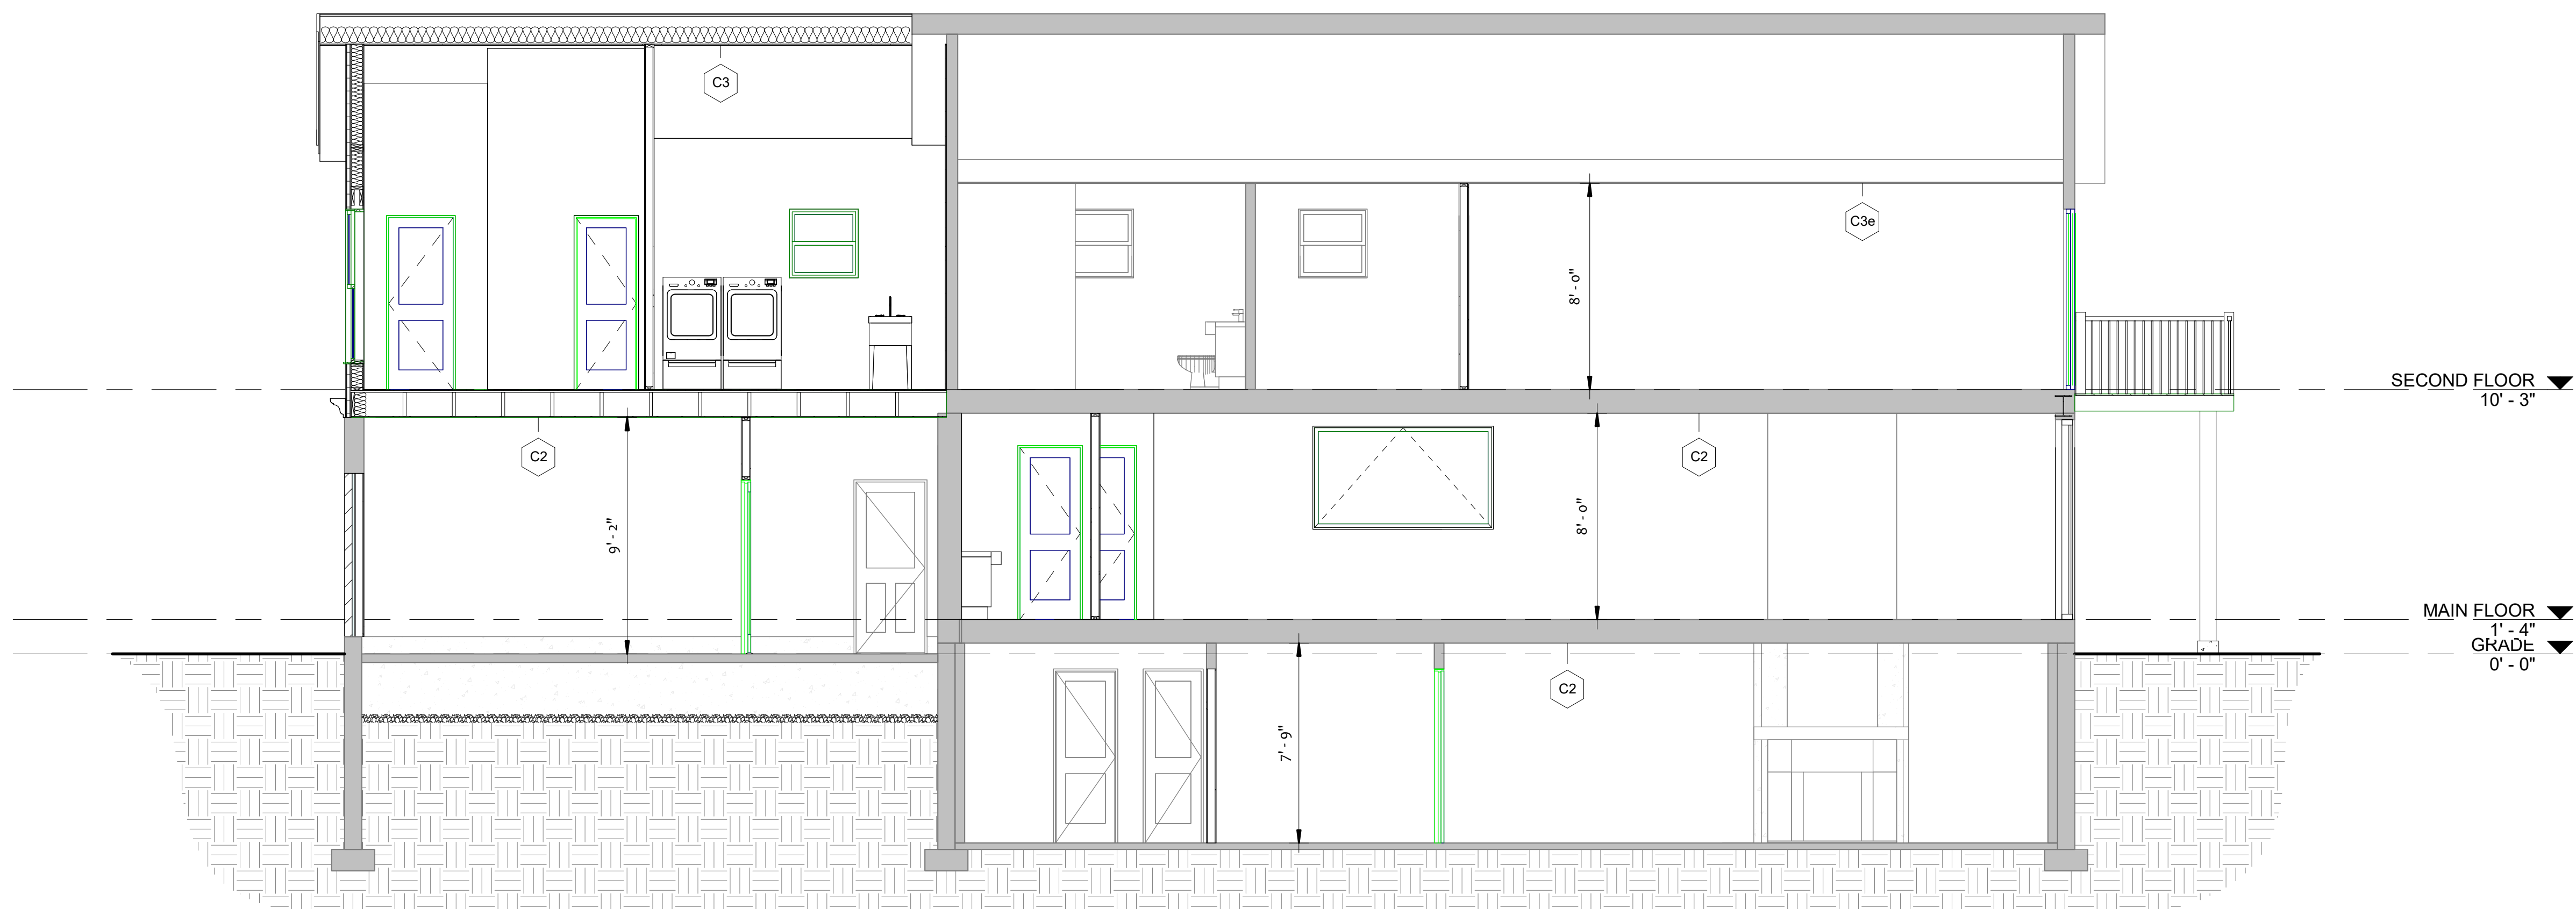 C3
C3e
8' - 0"
SECOND FLOOR
10' - 3"
C2
C2
9' - 2"
8' - 0"
MAIN FLOOR
1' - 4"
GRADE
0' - 0"
C2
7' - 9"